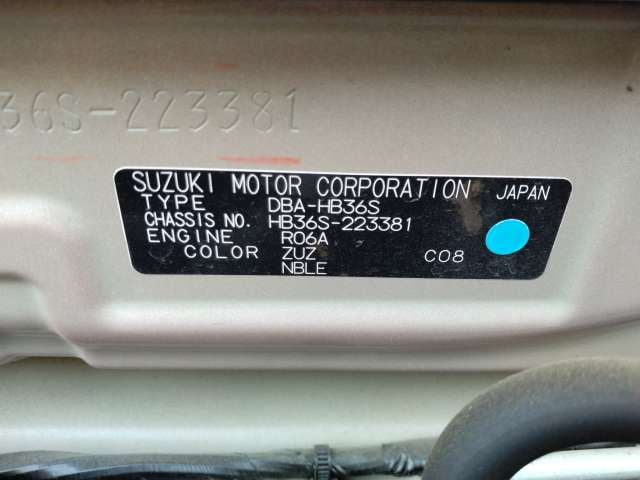 36S-223381
SUZUKI MOTOR CORPORATION JAPAN
TYPE DBA-HB36S
CHASSIS NO. HB36S-223381
ENGINE R06A
COLOR ZUZ C08
NBLE